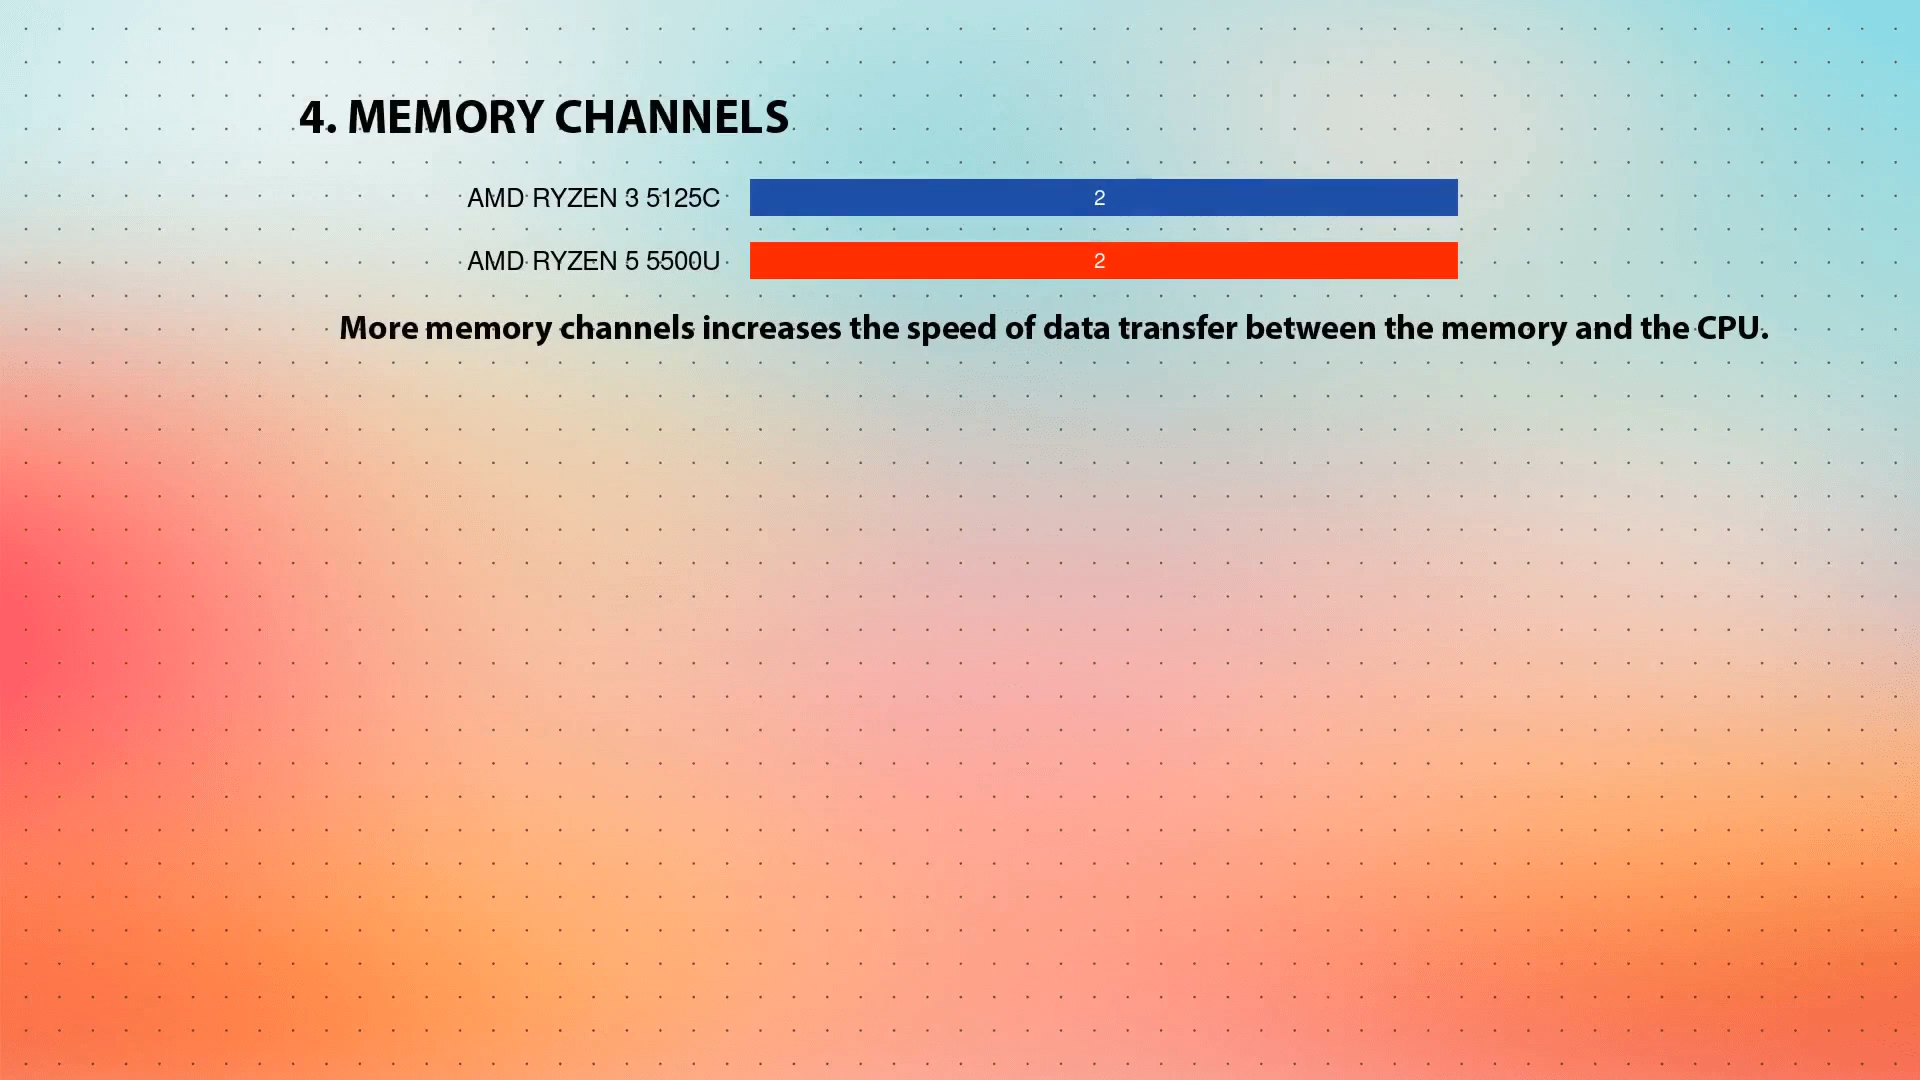 4. MEMORY CHANNELS
AMD RYZEN 3 5125C 2
AMD RYZEN 5 5500U 2
More memory channels increases the speed of data transfer between the memory and the CPU.